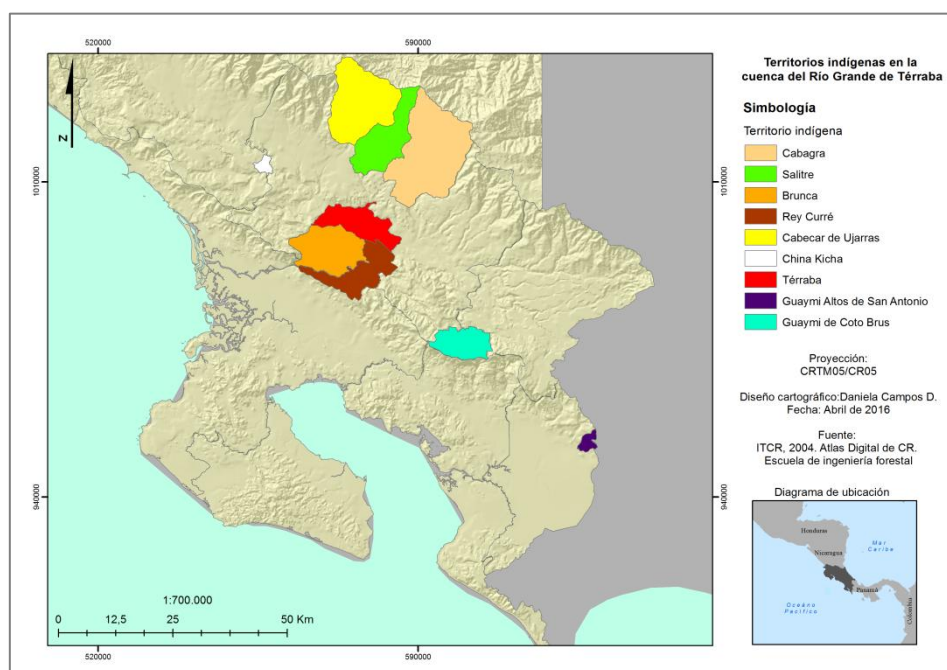 520000
590000
Territorios indígenas en la
cuenca del Río Grande de Térraba
Simbología
Territorio indígena
Cabagra
Salitre
Brunca
Rey Curré
Cabecar de Ujarras
China Kicha
Térraba
Guaymi Altos de San Antonio
Guaymi de Coto Brus
Proyección:
CRTM05/CR05
Diseño cartográfico:Daniela Campos D.
Fecha: Abril de 2016
Fuente:
ITCR, 2004. Atlas Digital de CR.
Escuela de ingeniería forestal
Diagrama de ubicación
Honduras
Mar
Caribe
Nicaragua
Panamá
Océano
Pacífico
Colombia
N
1010000
1010000
940000
940000
1:700.000
0 12,5 25 50 Km
520000
590000